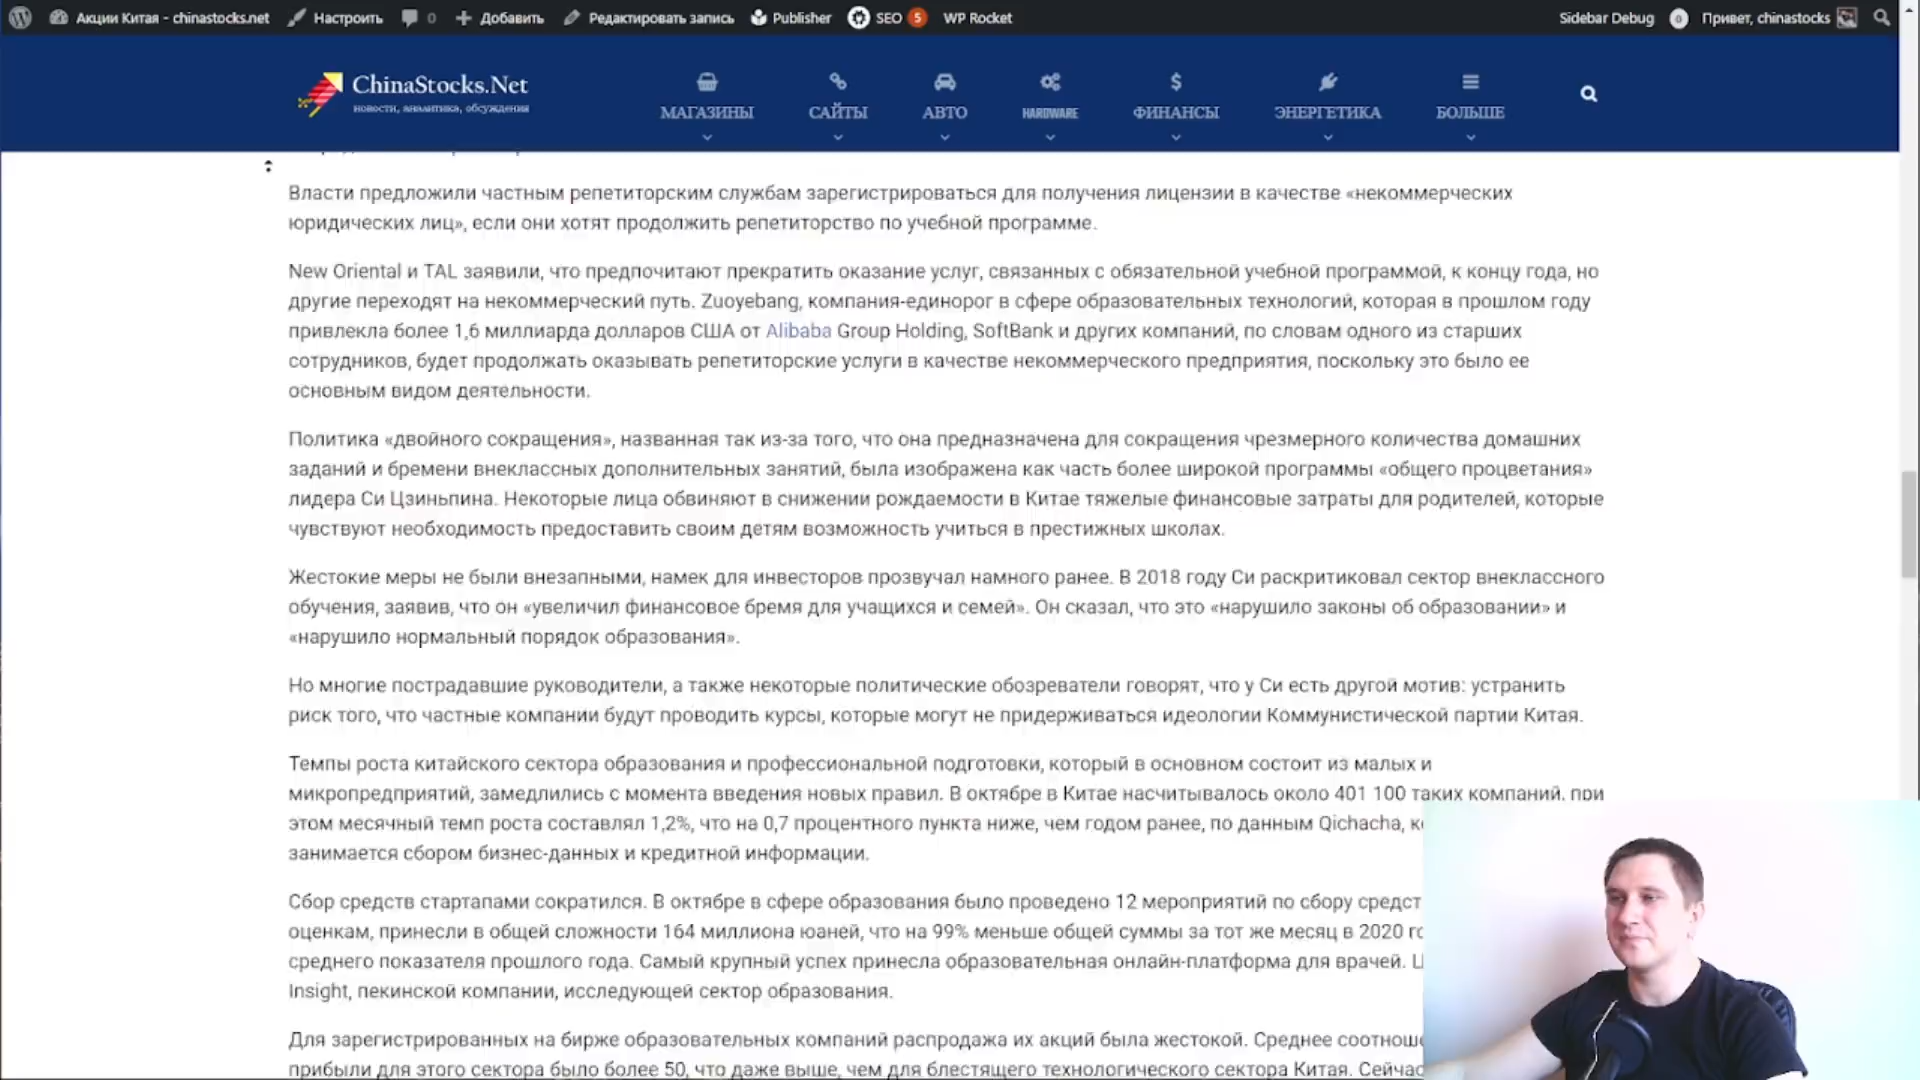 Акции Китая - chinastocks.net Настроить 0 Добавить Редактировать запись Publisher SEO 5 WP Rocket Sidebar Debug 0 Привет, chinastocks
ChinaStocks.Net
новости, аналитика, обсуждения
МАГАЗИНЫ САЙТЫ АВТО HARDWARE ФИНАНСЫ ЭНЕРГЕТИКА БОЛЬШЕ
Власти предложили частным репетиторским службам зарегистрироваться для получения лицензии в качестве «некоммерческих
юридических лиц», если они хотят продолжить репетиторство по учебной программе.
New Oriental и TAL заявили, что предпочитают прекратить оказание услуг, связанных с обязательной учебной программой, к концу года, но
другие переходят на некоммерческий путь. Zuoyebang, компания-единорог в сфере образовательных технологий, которая в прошлом году
привлекла более 1,6 миллиарда долларов США от Alibaba Group Holding, SoftBank и других компаний, по словам одного из старших
сотрудников, будет продолжать оказывать репетиторские услуги в качестве некоммерческого предприятия, поскольку это было ее
основным видом деятельности.
Политика «двойного сокращения», названная так из-за того, что она предназначена для сокращения чрезмерного количества домашних
заданий и бремени внеклассных дополнительных занятий, была изображена как часть более широкой программы «общего процветания»
лидера Си Цзиньпина. Некоторые лица обвиняют в снижении рождаемости в Китае тяжелые финансовые затраты для родителей, которые
чувствуют необходимость предоставить своим детям возможность учиться в престижных школах.
Жестокие меры не были внезапными, намек для инвесторов прозвучал намного ранее. В 2018 году Си раскритиковал сектор внеклассного
обучения, заявив, что он «увеличил финансовое бремя для учащихся и семей». Он сказал, что это «нарушило законы об образовании» и
«нарушило нормальный порядок образования».
Но многие пострадавшие руководители, а также некоторые политические обозреватели говорят, что у Си есть другой мотив: устранить
риск того, что частные компании будут проводить курсы, которые могут не придерживаться идеологии Коммунистической партии Китая.
Темпы роста китайского сектора образования и профессиональной подготовки, который в основном состоит из малых и
микропредприятий, замедлились с момента введения новых правил. В октябре в Китае насчитывалось около 401 100 таких компаний, при
этом месячный темп роста составлял 1,2%, что на 0,7 процентного пункта ниже, чем годом ранее, по данным Qichacha,
занимается сбором бизнес-данных и кредитной информации.
Сбор средств стартапами сократился. В октябре в сфере образования было проведено 12 мероприятий по сбору средст
оценкам, принесли в общей сложности 164 миллиона юаней, что на 99% меньше общей суммы за тот же месяц в 2020 го
среднего показателя прошлого года. Самый крупный успех принесла образовательная онлайн-платформа для врачей.
Insight, пекинской компании, исследующей сектор образования.
Для зарегистрированных на бирже образовательных компаний распродажа их акций была жестокой. Среднее соотноше
прибыли для этого сектора было более 50, что даже выше, чем для блестящего технологического сектора Китая. Сейчас